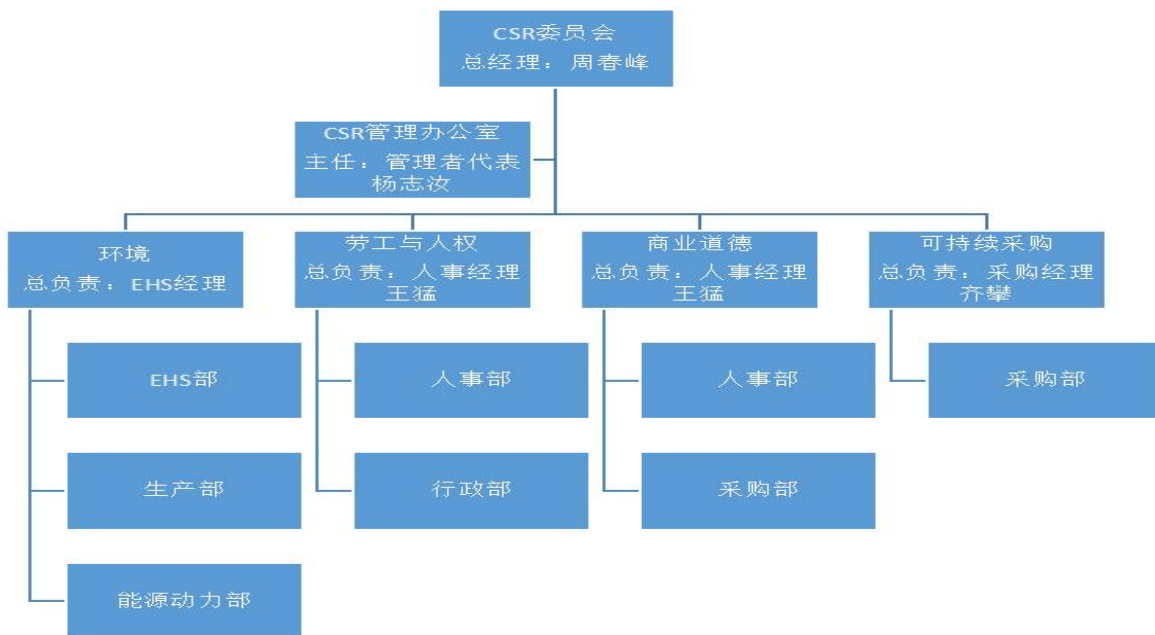 CSR委员会
总经理：周春峰
CSR管理办公室
主任：管理者代表
杨志汝
环境
总负责：EHS经理
劳工与人权
总负责：人事经理
王猛
商业道德
总负责：人事经理
王猛
可持续采购
总负责：采购经理
齐攀
EHS部
人事部
人事部
采购部
生产部
行政部
采购部
能源动力部